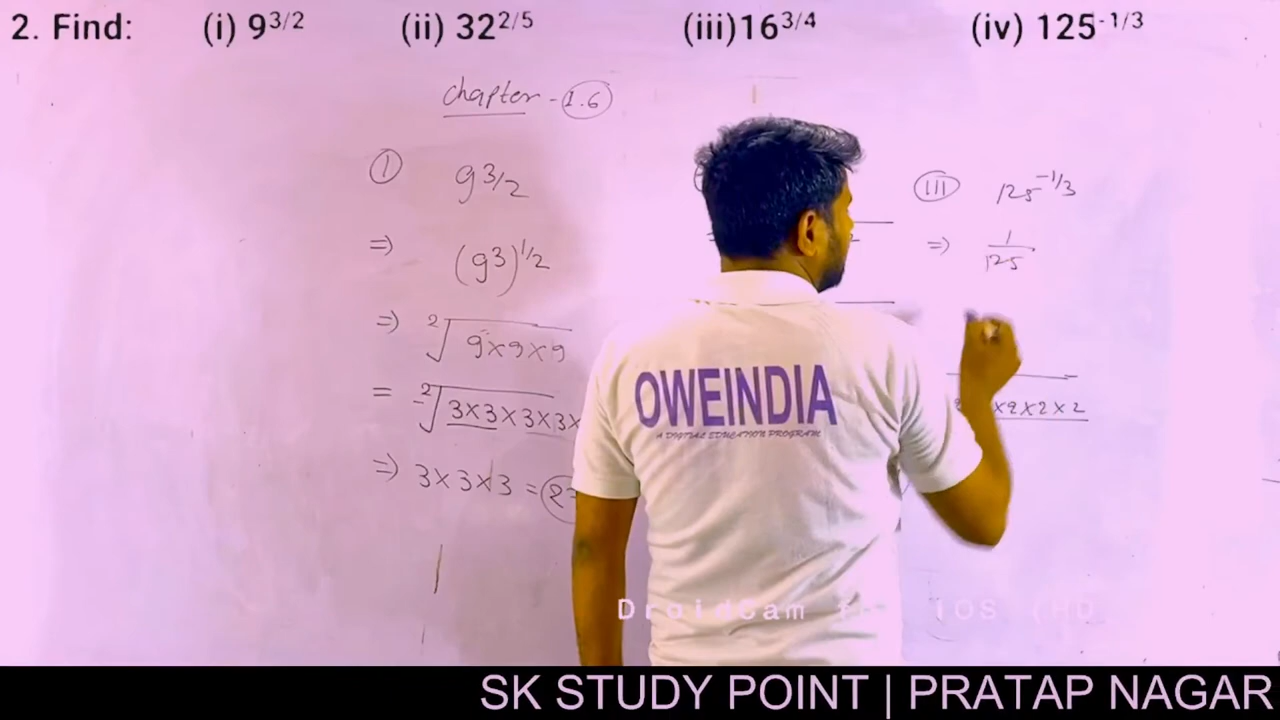 2. Find: (i) 9^3/2 (ii) 32^2/5 (iii)16^3/4 (iv) 125^-1/3
chapter - 1.6
① 9^3/2
⇒ (9^3)^1/2
⇒ ²√9×9×9
= ²√3×3×3×3×
⇒ 3×3×3 =
III 125^-1/3
⇒ 1/125
×2×2×2
OWEINDIA
A DIGITAL EDUCATION PROGRAM
DroidCam iOS (HD
SK STUDY POINT | PRATAP NAGAR